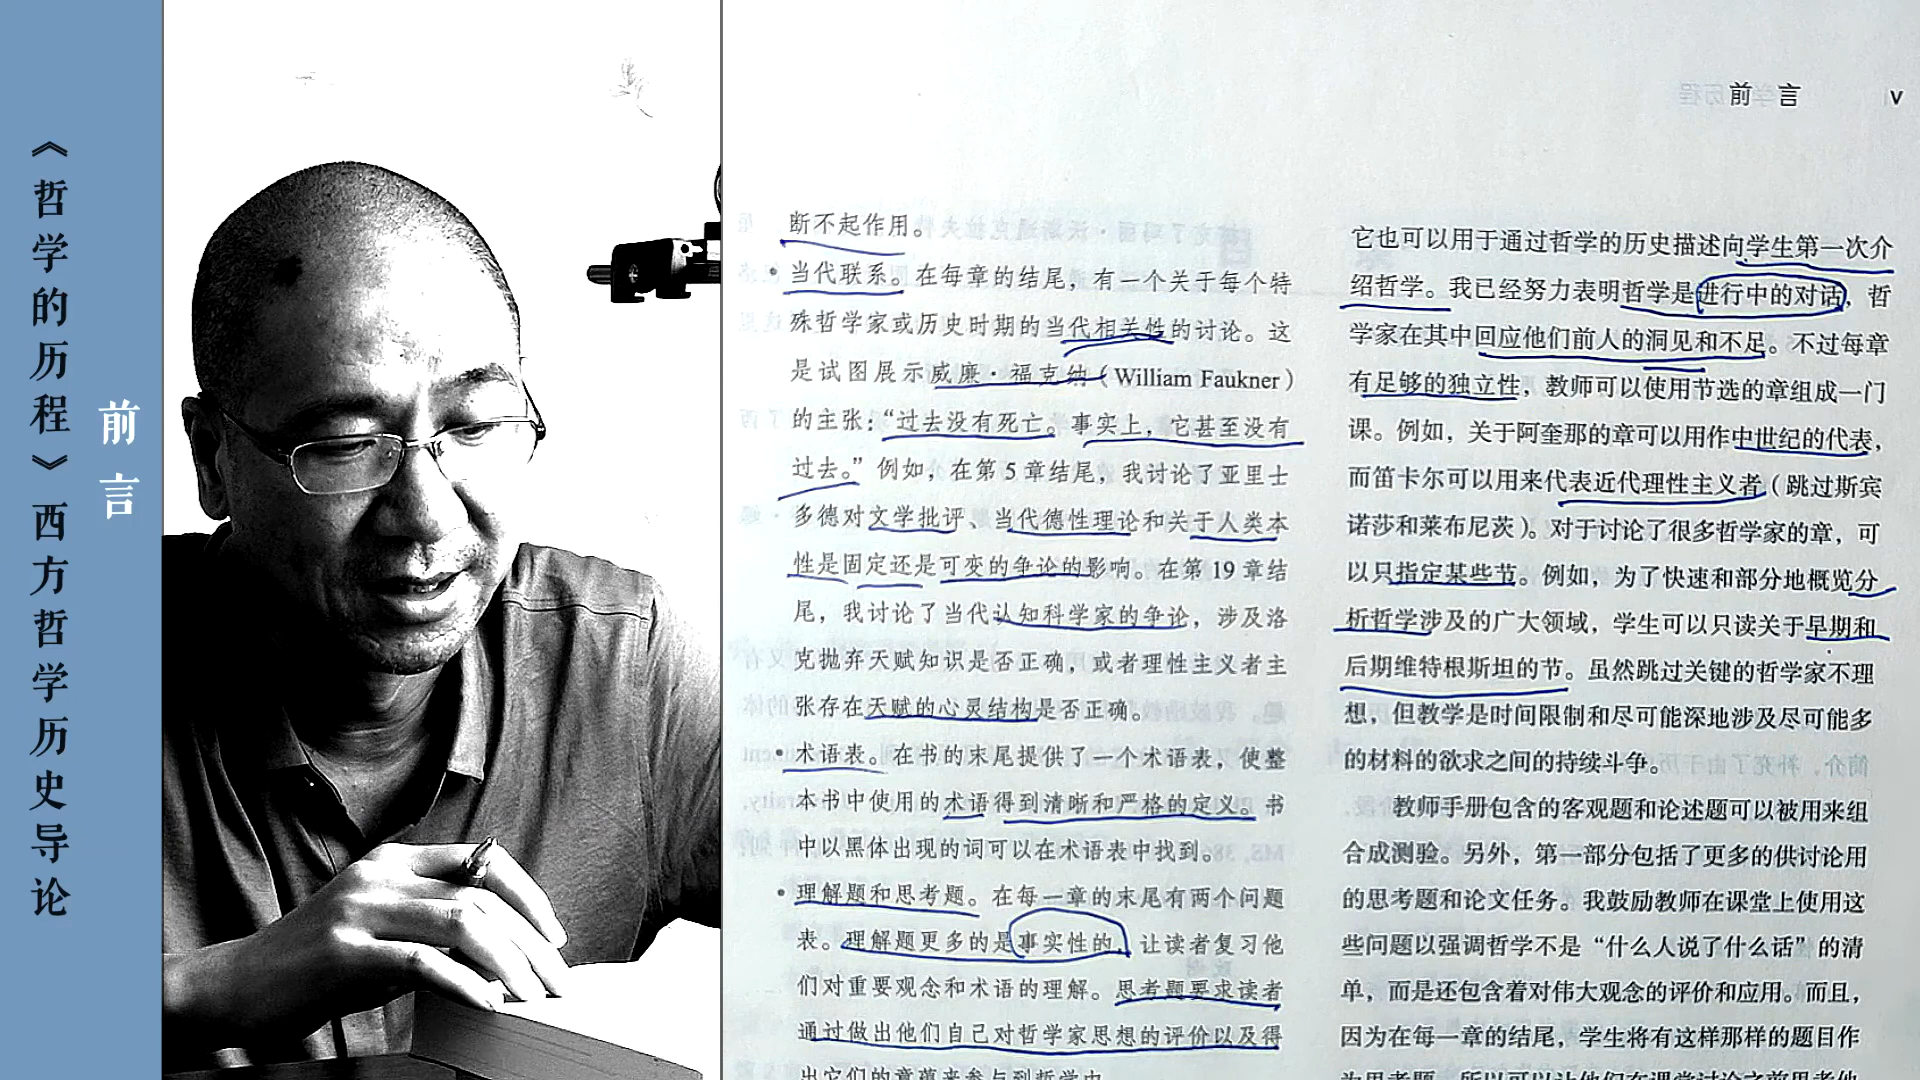 《哲学的历程》西方哲学历史导论
前言
前 言
v
断不起作用。
• 当代联系。在每章的结尾，有一个关于每个特
殊哲学家或历史时期的当代相关性的讨论。这
是试图展示威廉·福克纳（William Faukner）
的主张：“过去没有死亡。事实上，它甚至没有
过去。”例如，在第 5 章结尾，我讨论了亚里士
多德对文学批评、当代德性理论和关于人类本
性是固定还是可变的争论的影响。在第 19 章结
尾，我讨论了当代认知科学家的争论，涉及洛
克抛弃天赋知识是否正确，或者理性主义者主
张存在天赋的心灵结构是否正确。
• 术语表。在书的末尾提供了一个术语表，使整
本书中使用的术语得到清晰和严格的定义。书
中以黑体出现的词可以在术语表中找到。
• 理解题和思考题。在每一章的末尾有两个问题
表。理解题更多的是事实性的，让读者复习他
们对重要观念和术语的理解。思考题要求读者
通过做出他们自己对哲学家思想的评价以及得
出它们的意蕴来参与到哲学中
它也可以用于通过哲学的历史描述向学生第一次介
绍哲学。我已经努力表明哲学是进行中的对话，哲
学家在其中回应他们前人的洞见和不足。不过每章
有足够的独立性，教师可以使用节选的章组成一门
课。例如，关于阿奎那的章可以用作中世纪的代表，
而笛卡尔可以用来代表近代理性主义者（跳过斯宾
诺莎和莱布尼茨）。对于讨论了很多哲学家的章，可
以只指定某些节。例如，为了快速和部分地概览分
析哲学涉及的广大领域，学生可以只读关于早期和
后期维特根斯坦的节。虽然跳过关键的哲学家不理
想，但教学是时间限制和尽可能深地涉及尽可能多
的材料的欲求之间的持续斗争。
教师手册包含的客观题和论述题可以被用来组
合成测验。另外，第一部分包括了更多的供讨论用
的思考题和论文任务。我鼓励教师在课堂上使用这
些问题以强调哲学不是“什么人说了什么话”的清
单，而是还包含着对伟大观念的评价和应用。而且，
因为在每一章的结尾，学生将有这样那样的题目作
为思考题，所以可以让他们在课堂讨论之前思考他